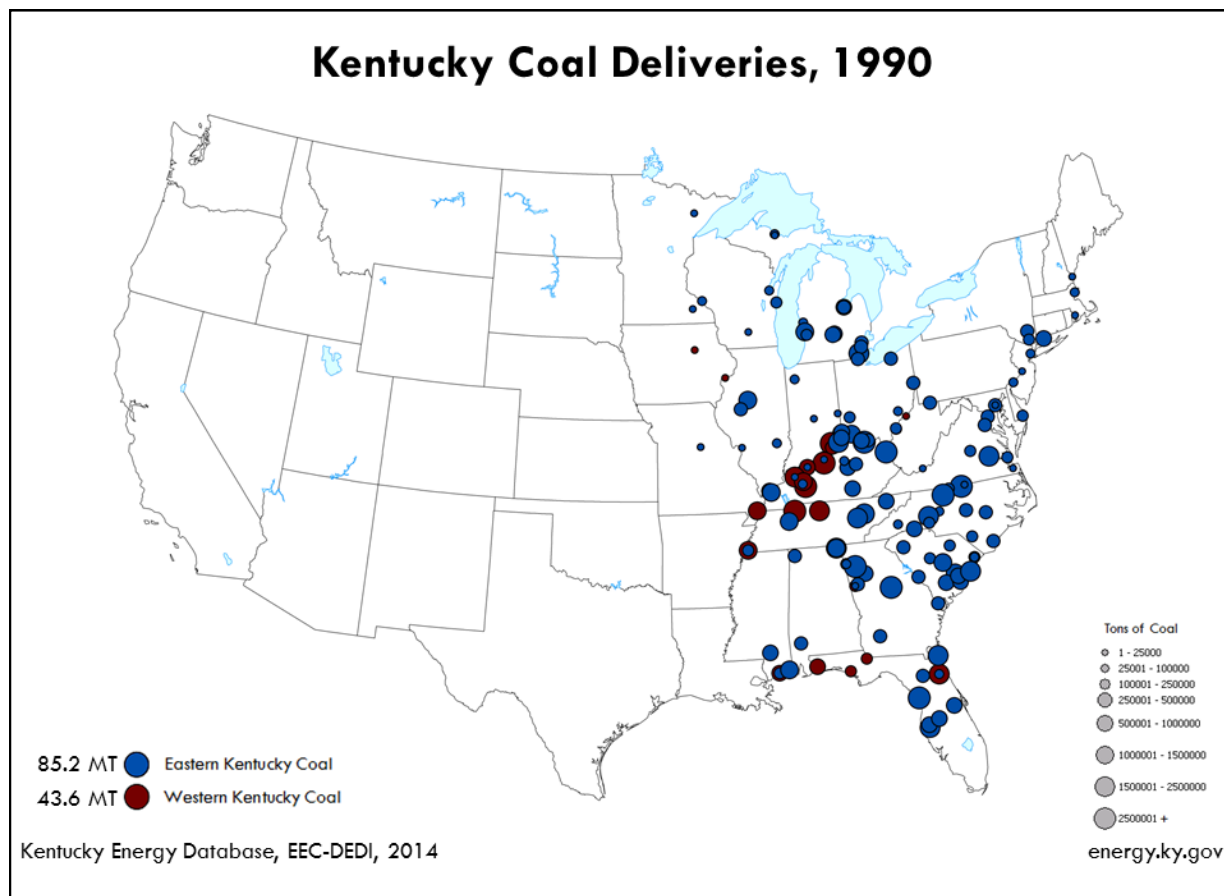 Kentucky Coal Deliveries, 1990
Tons of Coal
1 - 25000
25001 - 100000
100001 - 250000
250001 - 500000
500001 - 1000000
1000001 - 1500000
1500001 - 2500000
2500001 +
85.2 MT Eastern Kentucky Coal
43.6 MT Western Kentucky Coal
Kentucky Energy Database, EEC-DEDI, 2014
energy.ky.gov